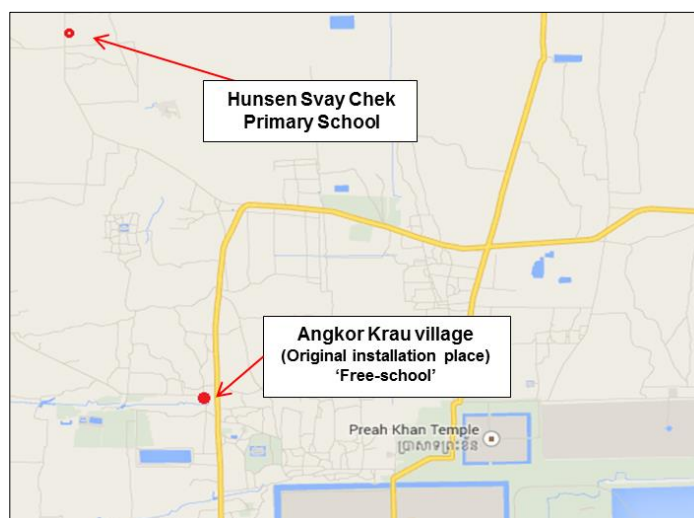 Hunsen Svay Chek
Primary School
Angkor Krau village
(Original installation place)
'Free-school'
Preah Khan Temple
ប្រាសាទព្រះខ័ន